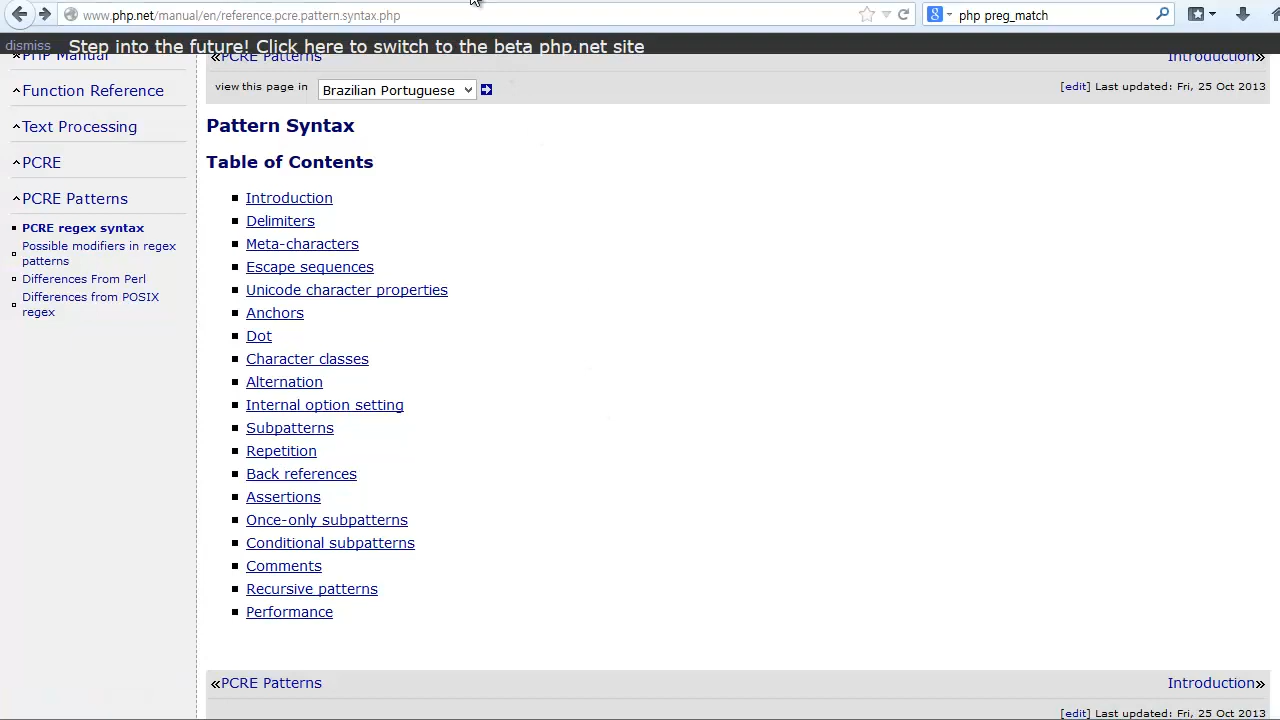 www.php.net/manual/en/reference.pcre.pattern.syntax.php
php preg_match
dismiss Step into the future! Click here to switch to the beta php.net site
PHP Manual
Function Reference
Text Processing
PCRE
PCRE Patterns
PCRE regex syntax
Possible modifiers in regex
patterns
Differences From Perl
Differences from POSIX
regex
«PCRE Patterns
Introduction»
view this page in Brazilian Portuguese
[edit] Last updated: Fri, 25 Oct 2013
Pattern Syntax
Table of Contents
Introduction
Delimiters
Meta-characters
Escape sequences
Unicode character properties
Anchors
Dot
Character classes
Alternation
Internal option setting
Subpatterns
Repetition
Back references
Assertions
Once-only subpatterns
Conditional subpatterns
Comments
Recursive patterns
Performance
«PCRE Patterns
Introduction»
[edit] Last updated: Fri, 25 Oct 2013